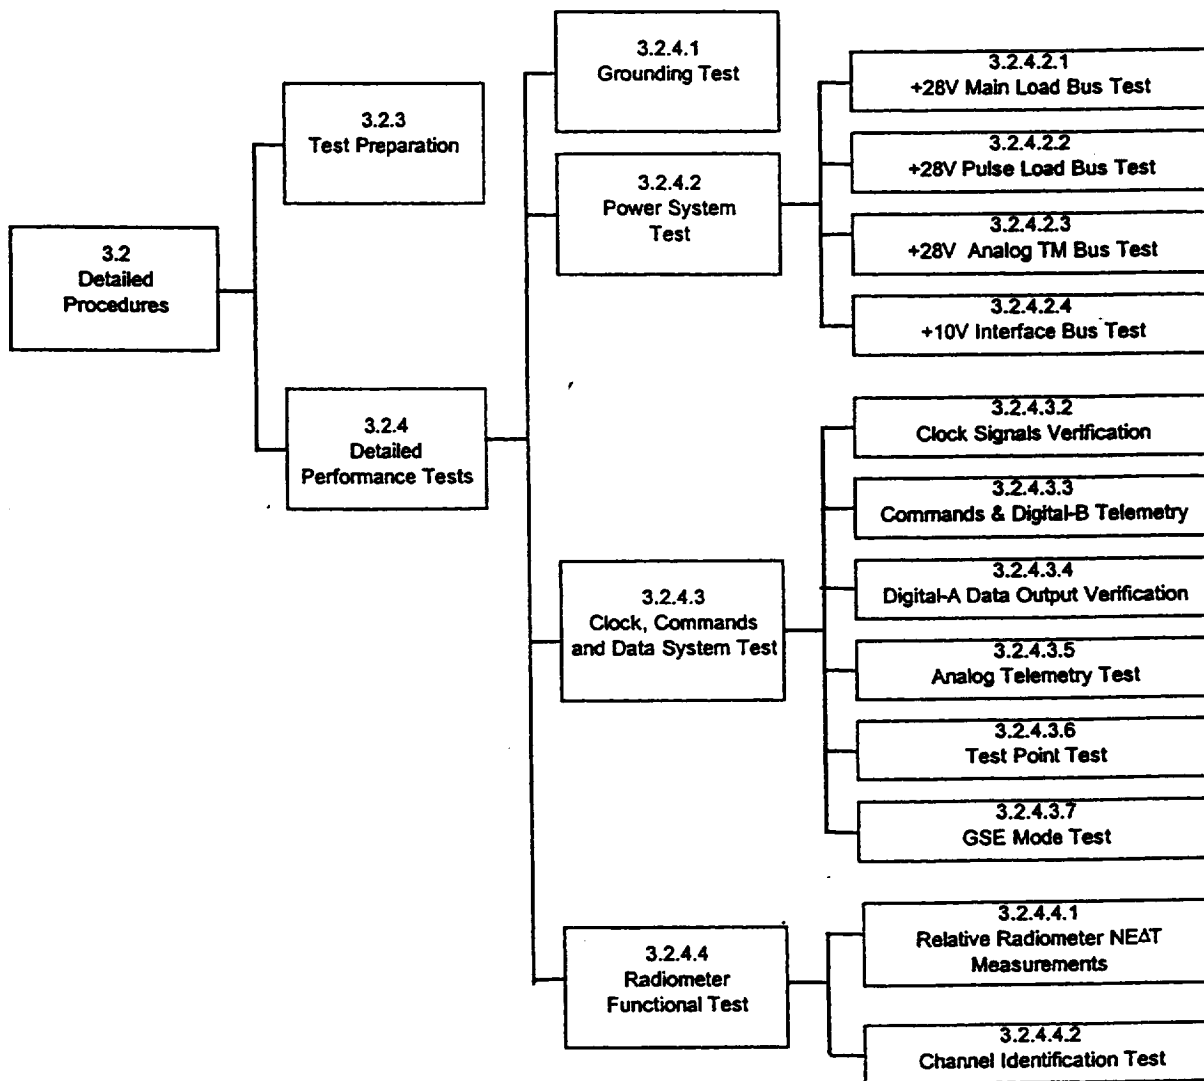 3.2
Detailed
Procedures
3.2.3
Test Preparation
3.2.4
Detailed
Performance Tests
3.2.4.1
Grounding Test
3.2.4.2
Power System
Test
3.2.4.2.1
+28V Main Load Bus Test
3.2.4.2.2
+28V Pulse Load Bus Test
3.2.4.2.3
+28V Analog TM Bus Test
3.2.4.2.4
+10V Interface Bus Test
3.2.4.3
Clock, Commands
and Data System Test
3.2.4.3.2
Clock Signals Verification
3.2.4.3.3
Commands & Digital-B Telemetry
3.2.4.3.4
Digital-A Data Output Verification
3.2.4.3.5
Analog Telemetry Test
3.2.4.3.6
Test Point Test
3.2.4.3.7
GSE Mode Test
3.2.4.4
Radiometer
Functional Test
3.2.4.4.1
Relative Radiometer NEΔT
Measurements
3.2.4.4.2
Channel Identification Test